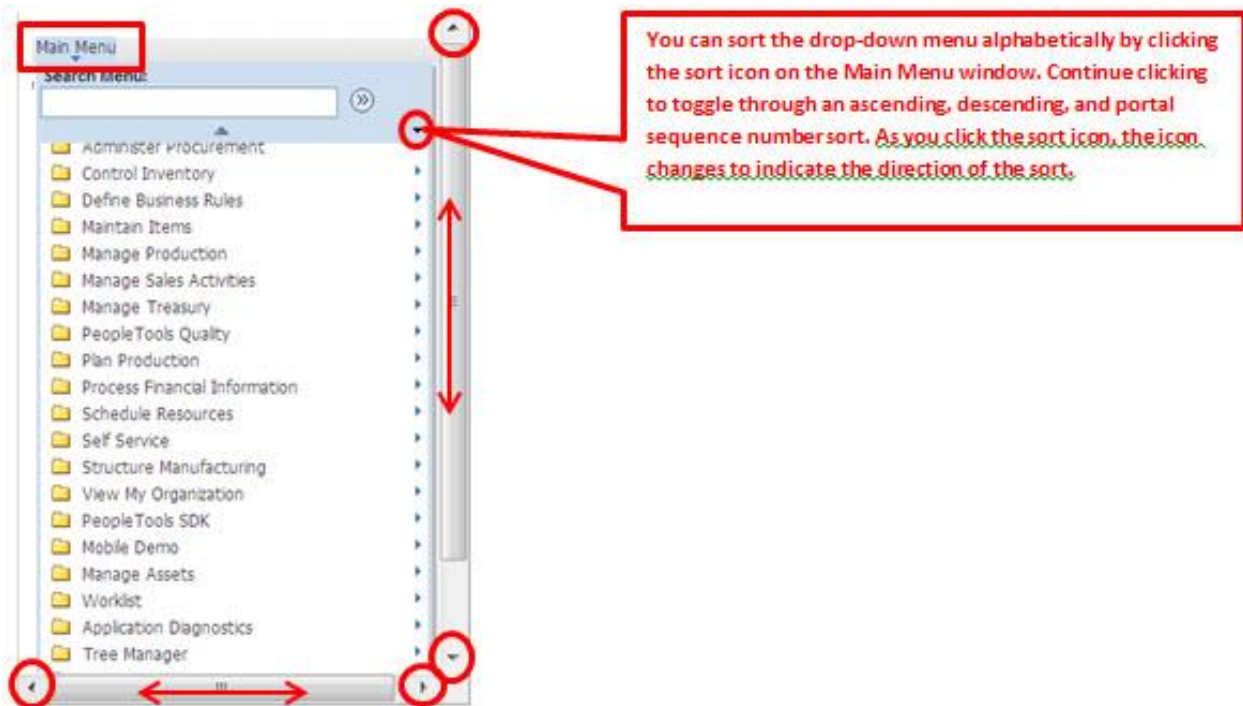 Main Menu
Search Menu:
Administer Procurement
Control Inventory
Define Business Rules
Maintain Items
Manage Production
Manage Sales Activities
Manage Treasury
PeopleTools Quality
Plan Production
Process Financial Information
Schedule Resources
Self Service
Structure Manufacturing
View My Organization
PeopleTools SDK
Mobile Demo
Manage Assets
Worklist
Application Diagnostics
Tree Manager
You can sort the drop-down menu alphabetically by clicking
the sort icon on the Main Menu window. Continue clicking
to toggle through an ascending, descending, and portal
sequence number sort. As you click the sort icon, the icon
changes to indicate the direction of the sort.